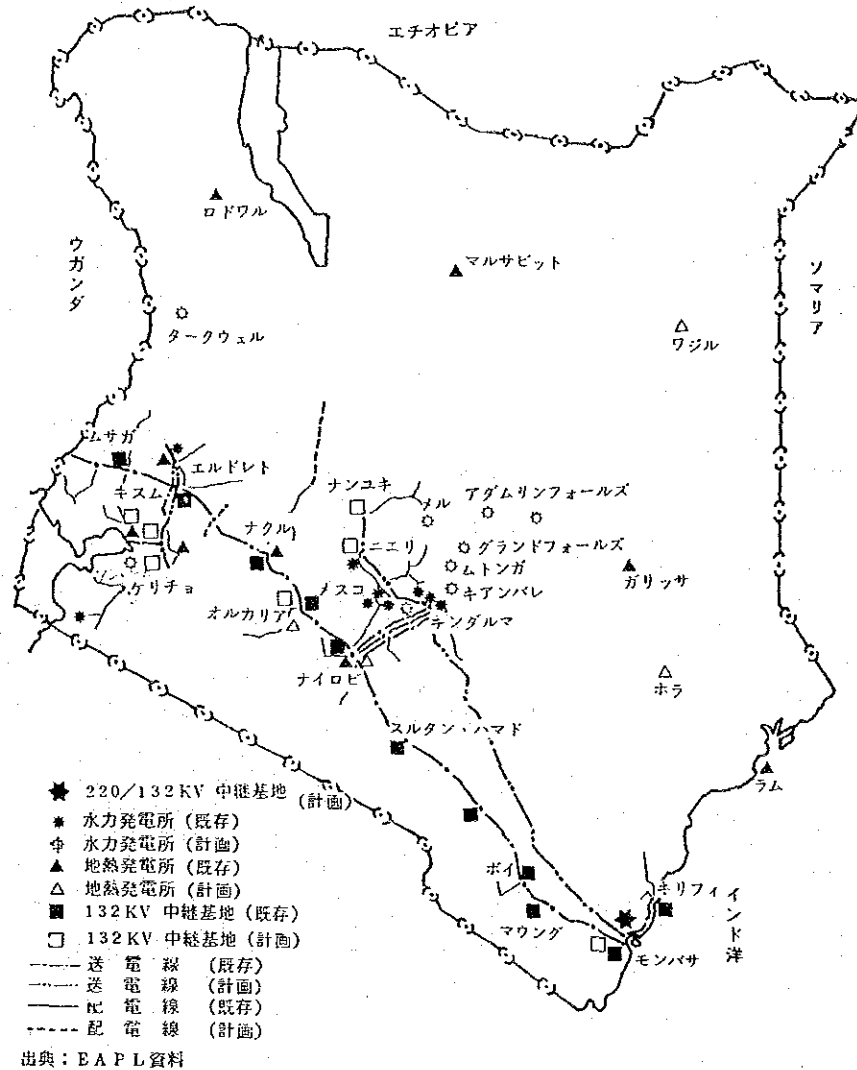 エチオピア
ロドワル
ウガンダ
マルサビット
ソマリア
ワジル
タークウェル
ムサガ
エルドレト
キスム
ナンユキ
メル
アダムリンフォールズ
ナクル
ニエリ
グランドフォールズ
ムトンガ
ガリッサ
ケリチョ
キアンバレ
オルカリア
キンダルマ
ナイロビ
ホラ
スルタン・ハマド
ラム
220/132KV 中継基地 (計画)
水力発電所 (既存)
水力発電所 (計画)
地熱発電所 (既存)
地熱発電所 (計画)
132KV 中継基地 (既存)
132KV 中継基地 (計画)
送電線 (既存)
送電線 (計画)
配電線 (既存)
配電線 (計画)
ボイ
キリフィ
インド洋
マウング
モンバサ
出典：EAPL資料